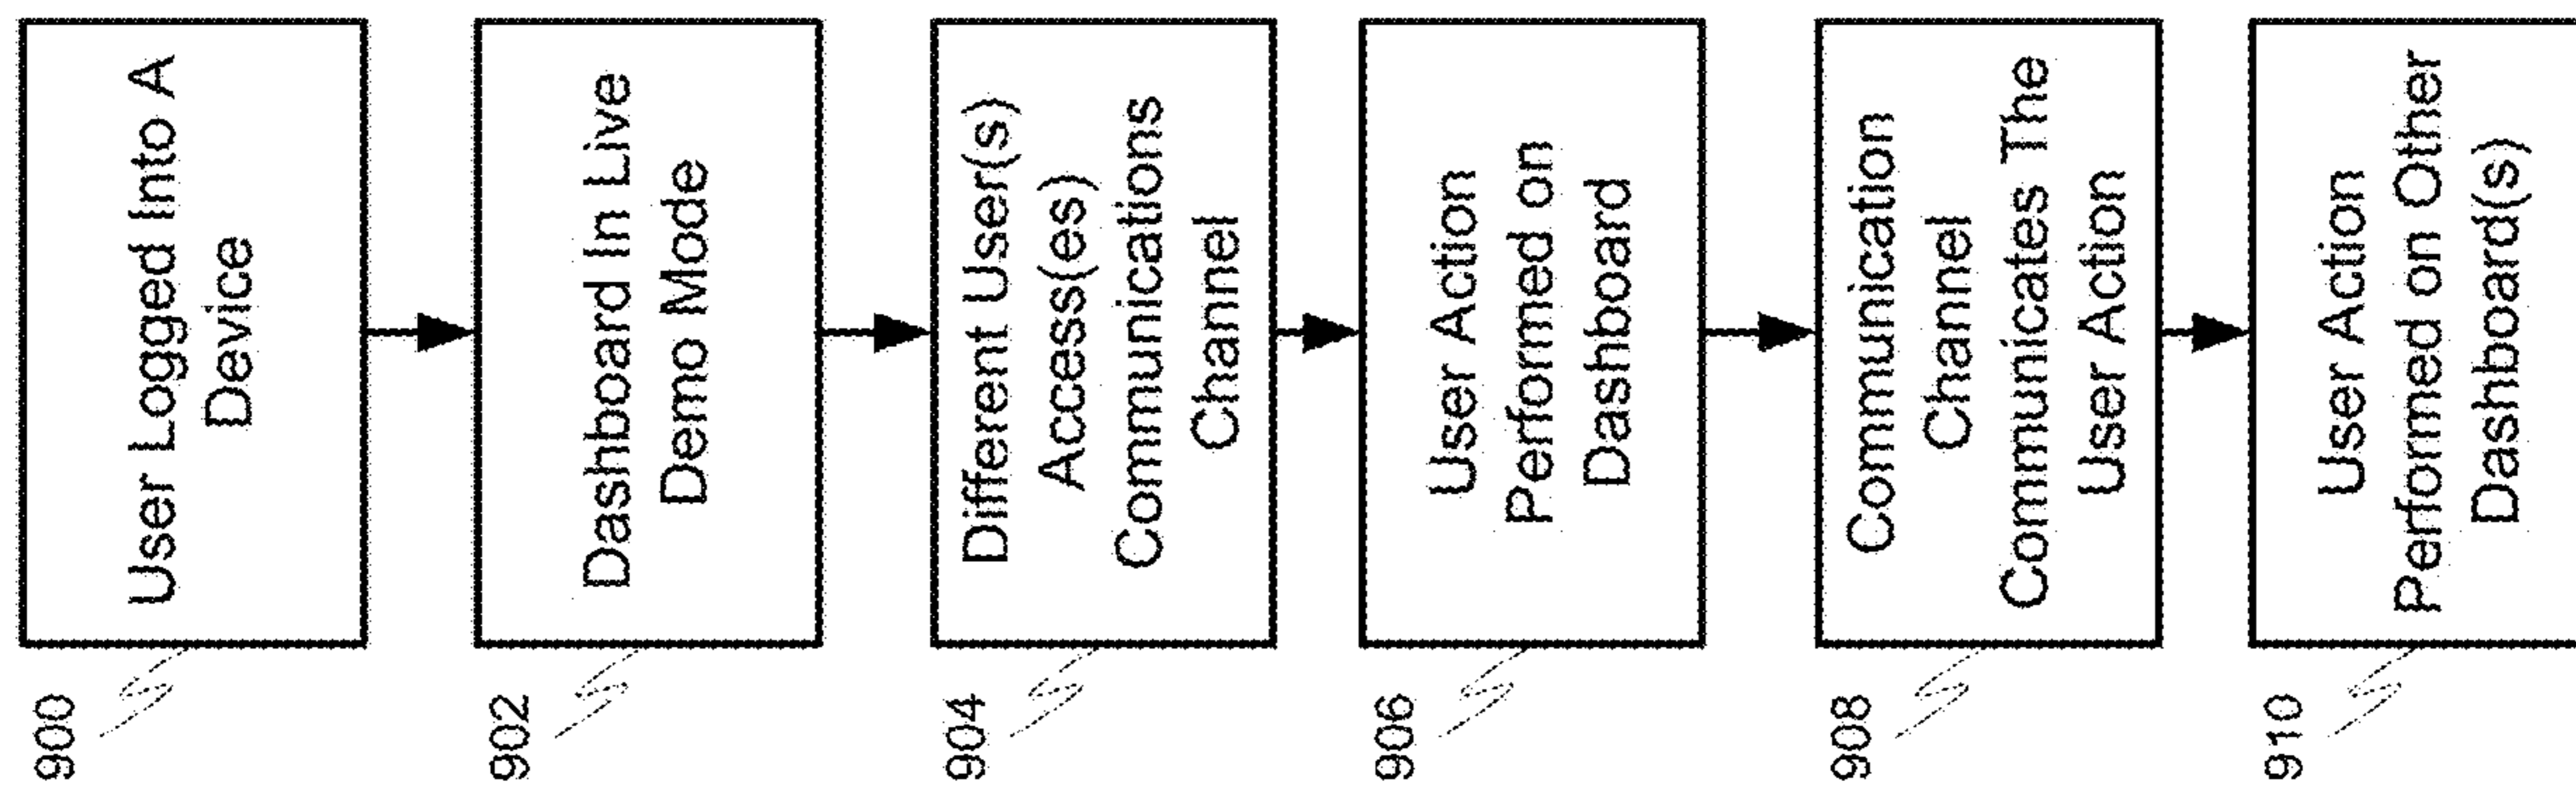 900
User Logged Into A
Device
902
Dashboard In Live
Demo Mode
904
Different User(s)
Access(es)
Communications
Channel
906
User Action
Performed on
Dashboard
908
Communication
Channel
Communicates The
User Action
910
User Action
Performed on Other
Dashboard(s)